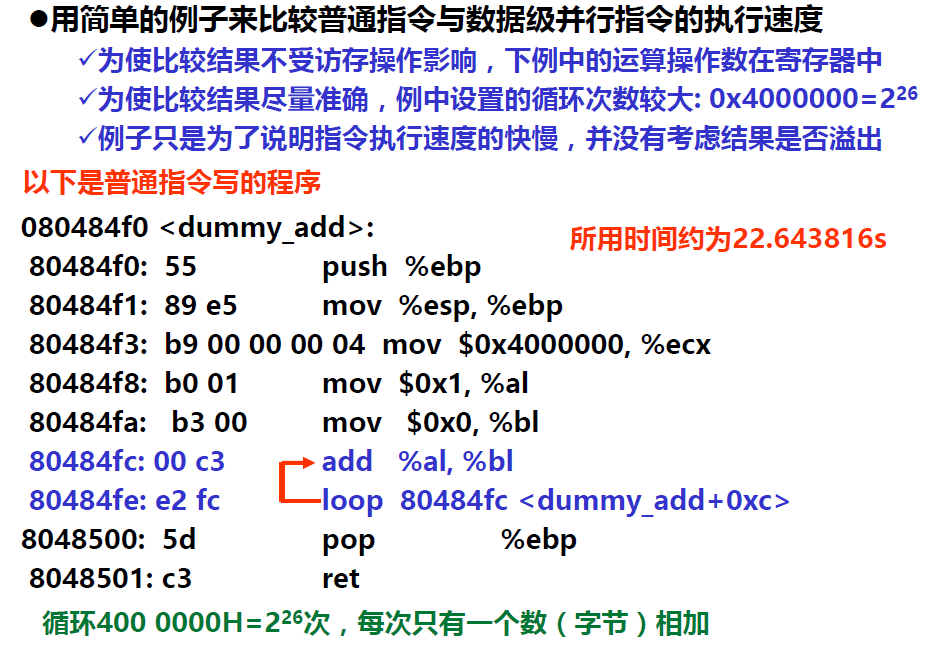 ●用简单的例子来比较普通指令与数据级并行指令的执行速度
✓为使比较结果不受访存操作影响，下例中的运算操作数在寄存器中
✓为使比较结果尽量准确，例中设置的循环次数较大: 0x4000000=2²⁶
✓例子只是为了说明指令执行速度的快慢，并没有考虑结果是否溢出
以下是普通指令写的程序
080484f0 <dummy_add>:
所用时间约为22.643816s
80484f0: 55 push %ebp
80484f1: 89 e5 mov %esp, %ebp
80484f3: b9 00 00 00 04 mov $0x4000000, %ecx
80484f8: b0 01 mov $0x1, %al
80484fa: b3 00 mov $0x0, %bl
80484fc: 00 c3 add %al, %bl
80484fe: e2 fc loop 80484fc <dummy_add+0xc>
8048500: 5d pop %ebp
8048501: c3 ret
循环400 0000H=2²⁶次，每次只有一个数（字节）相加